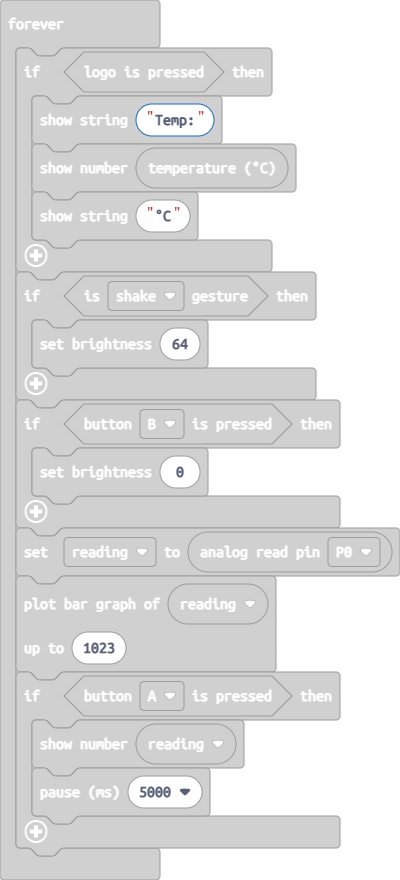 forever
if logo is pressed then
show string "Temp:"
show number temperature (°C)
show string "°C"
if is shake gesture then
set brightness 64
if button B is pressed then
set brightness 0
set reading to analog read pin P0
plot bar graph of reading
up to 1023
if button A is pressed then
show number reading
pause (ms) 5000